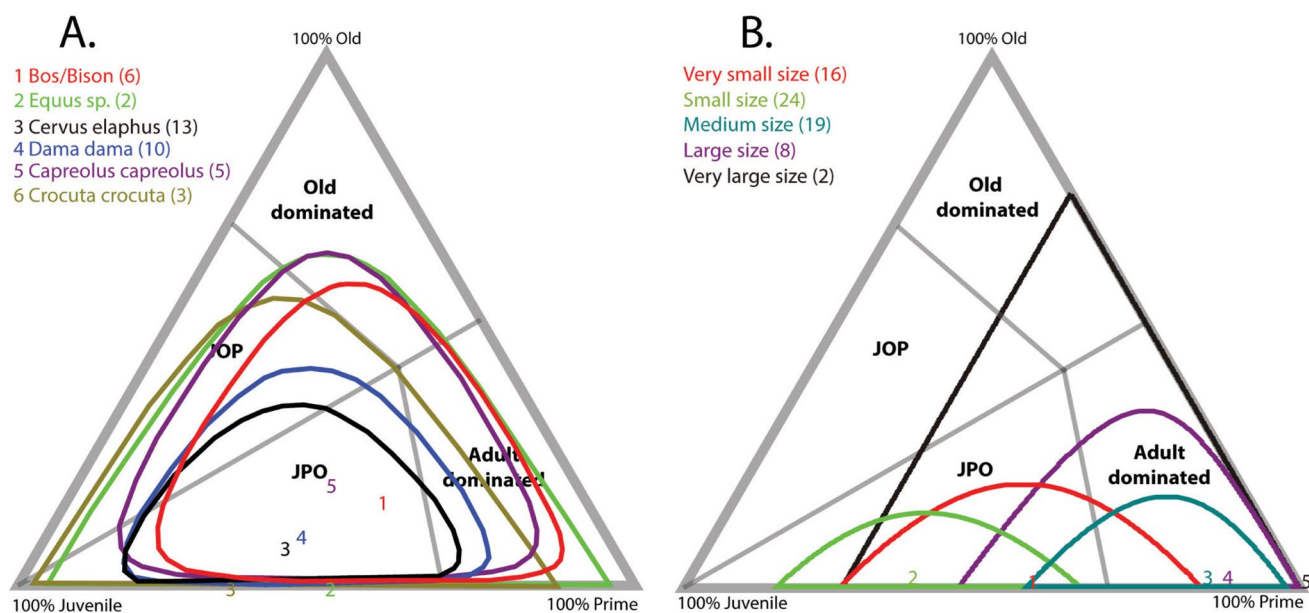 A.
100% Old
1 Bos/Bison (6)
2 Equus sp. (2)
3 Cervus elaphus (13)
4 Dama dama (10)
5 Capreolus capreolus (5)
6 Crocuta crocuta (3)
Old
dominated
JOP
Adult
dominated
JPO
5
1
4
3
3
2
100% Juvenile
100% Prime
B.
100% Old
Very small size (16)
Small size (24)
Medium size (19)
Large size (8)
Very large size (2)
Old
dominated
JOP
JPO
Adult
dominated
2
1
3
4
5
100% Juvenile
100% Prime